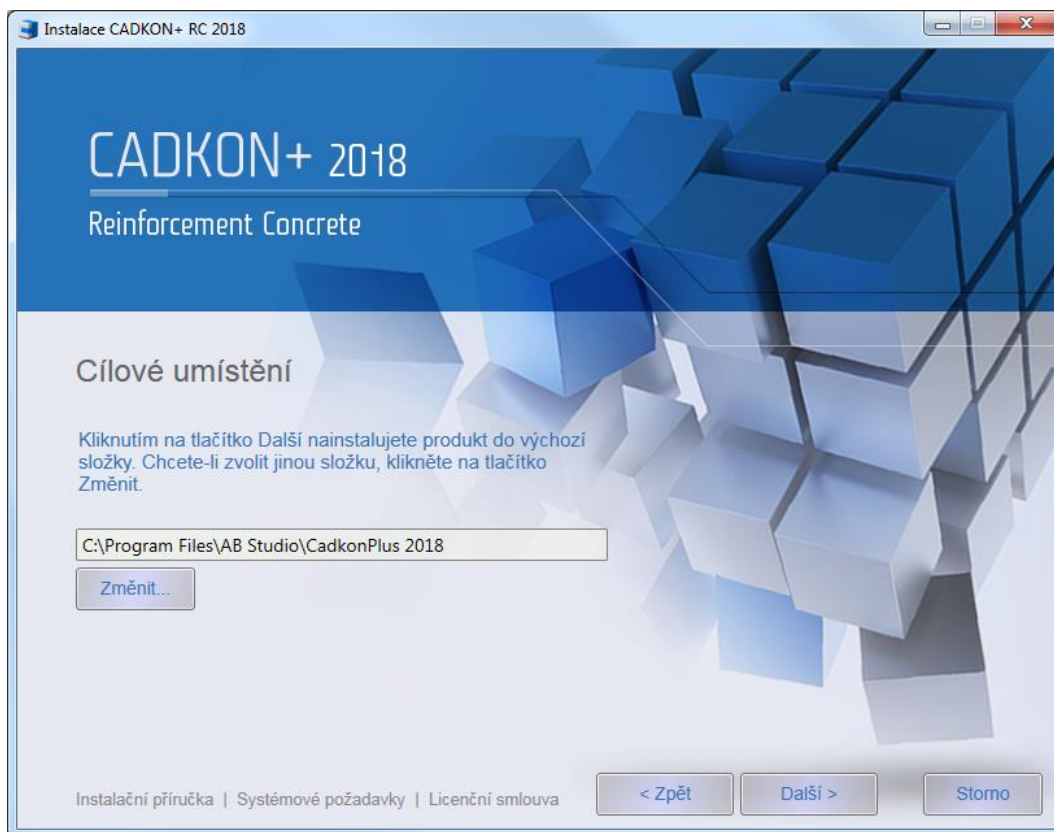 Instalace CADKON+ RC 2018
CADKON+ 2018
Reinforcement Concrete
Cílové umístění
Kliknutím na tlačítko Další nainstalujete produkt do výchozí
složky. Chcete-li zvolit jinou složku, klikněte na tlačítko
Změnit.
C:\Program Files\AB Studio\CadkonPlus 2018
Změnit...
Instalační příručka | Systémové požadavky | Licenční smlouva
< Zpět
Další >
Storno